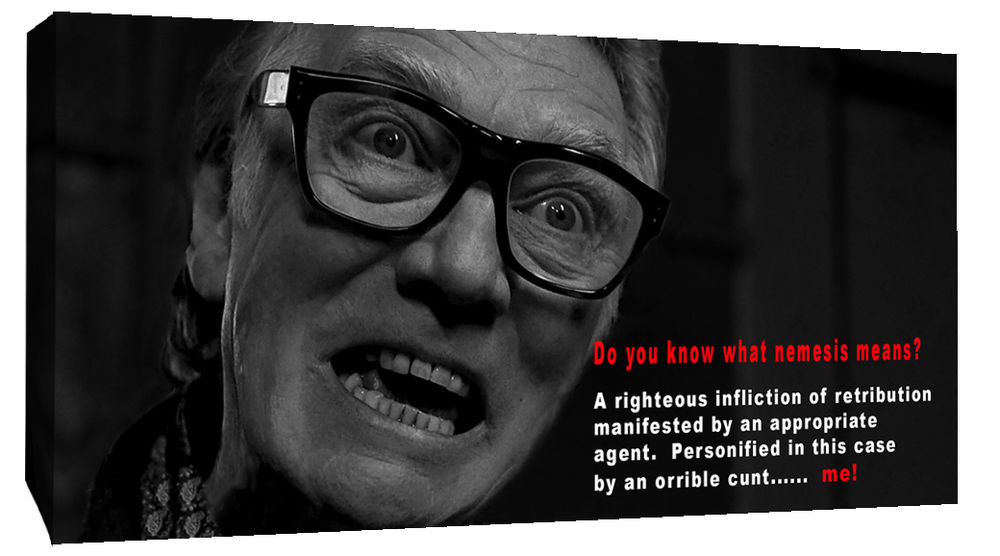 Do you know what nemesis means?
A righteous infliction of retribution
manifested by an appropriate
agent.  Personified in this case
by an orrible cunt...... me!